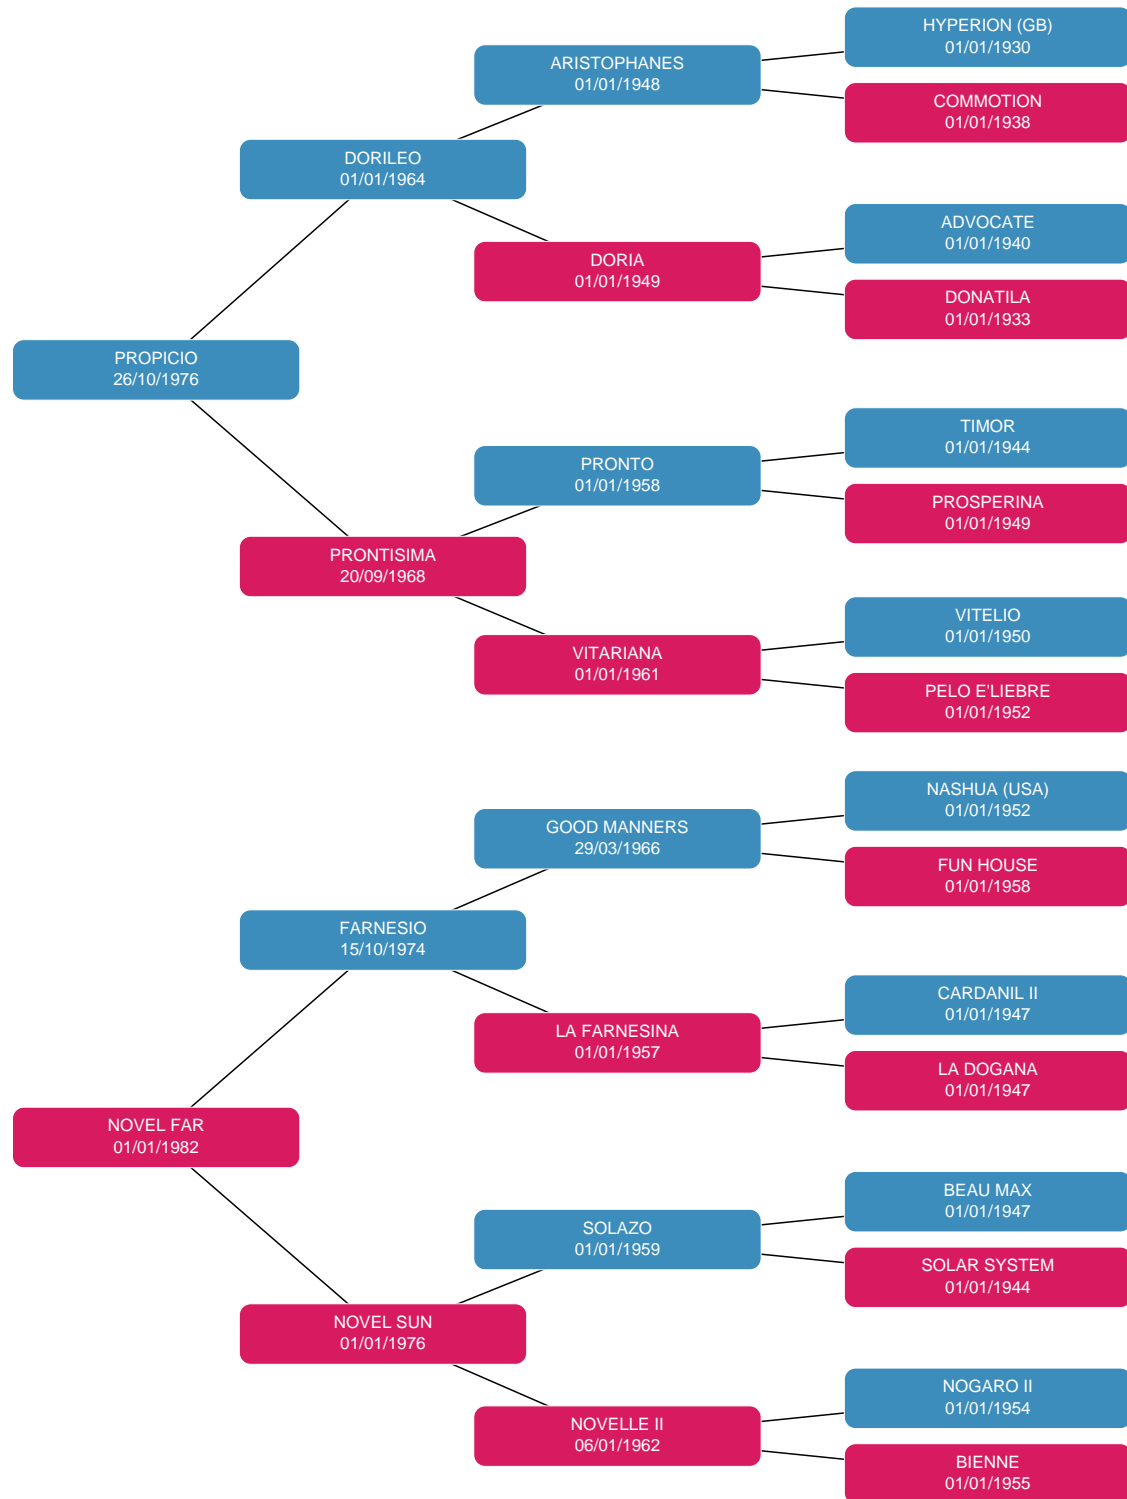 HYPERION (GB)
01/01/1930
ARISTOPHANES
01/01/1948
COMMOTION
01/01/1938
DORILEO
01/01/1964
ADVOCATE
01/01/1940
DORIA
01/01/1949
DONATILA
01/01/1933
PROPICIO
26/10/1976
TIMOR
01/01/1944
PRONTO
01/01/1958
PROSPERINA
01/01/1949
PRONTISIMA
20/09/1968
VITELIO
01/01/1950
VITARIANA
01/01/1961
PELO E'LIEBRE
01/01/1952
NASHUA (USA)
01/01/1952
GOOD MANNERS
29/03/1966
FUN HOUSE
01/01/1958
FARNESIO
15/10/1974
CARDANIL II
01/01/1947
LA FARNESINA
01/01/1957
LA DOGANA
01/01/1947
NOVEL FAR
01/01/1982
BEAU MAX
01/01/1947
SOLAZO
01/01/1959
SOLAR SYSTEM
01/01/1944
NOVEL SUN
01/01/1976
NOGARO II
01/01/1954
NOVELLE II
06/01/1962
BIENNE
01/01/1955